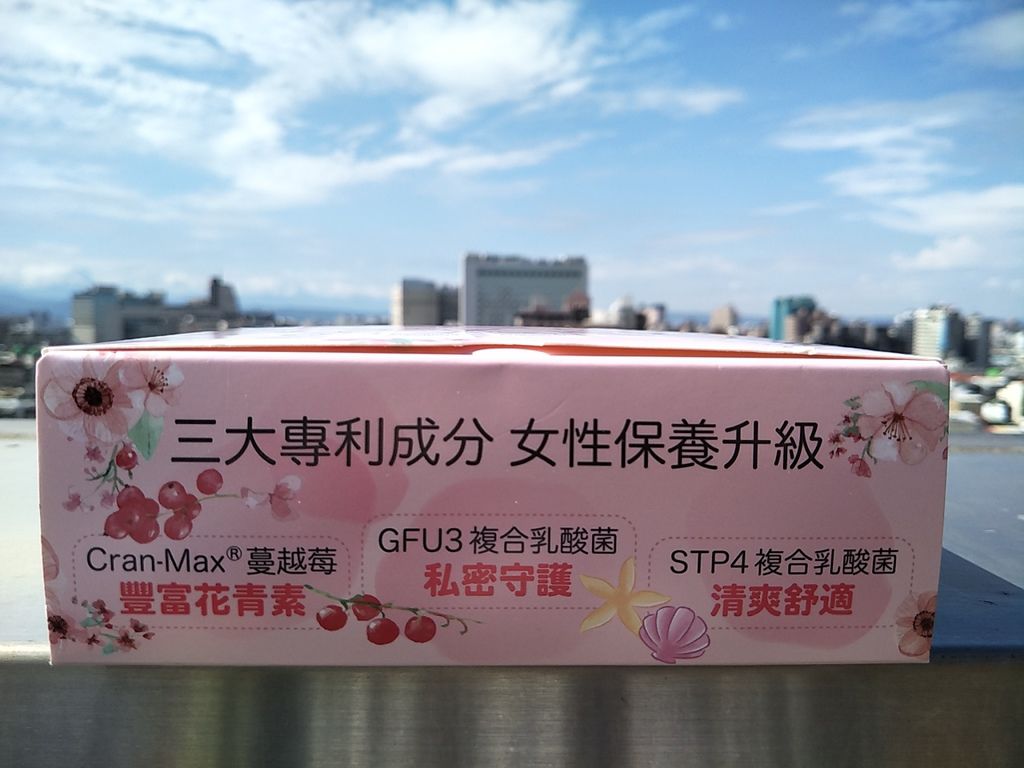 三大專利成分 女性保養升級
Cran-Max® 蔓越莓
豐富花青素
GFU3 複合乳酸菌
私密守護
STP4 複合乳酸菌
清爽舒適